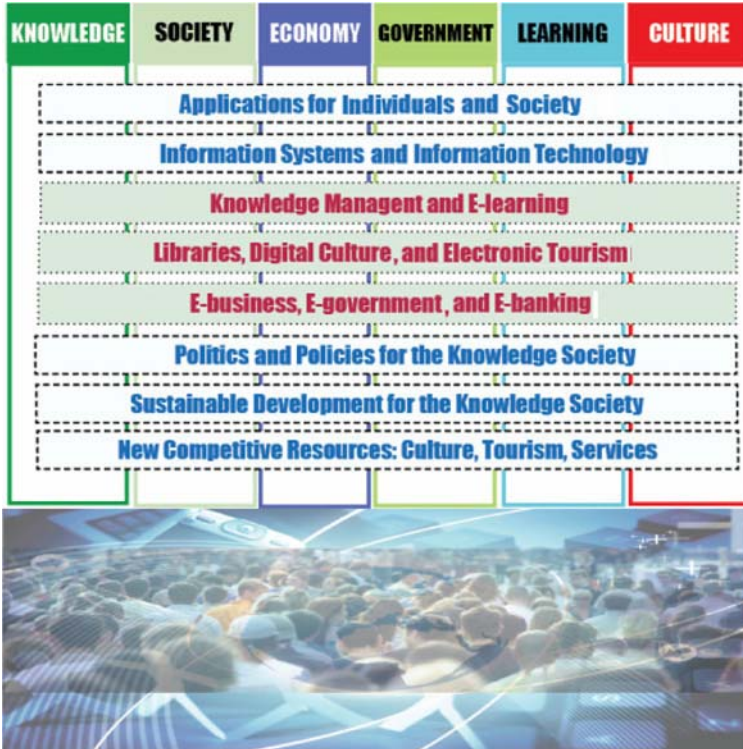 KNOWLEDGE SOCIETY ECONOMY GOVERNMENT LEARNING CULTURE
Applications for Individuals and Society
Information Systems and Information Technology
Knowledge Managent and E-learning
Libraries, Digital Culture, and Electronic Tourism
E-business, E-government, and E-banking
Politics and Policies for the Knowledge Society
Sustainable Development for the Knowledge Society
New Competitive Resources: Culture, Tourism, Services